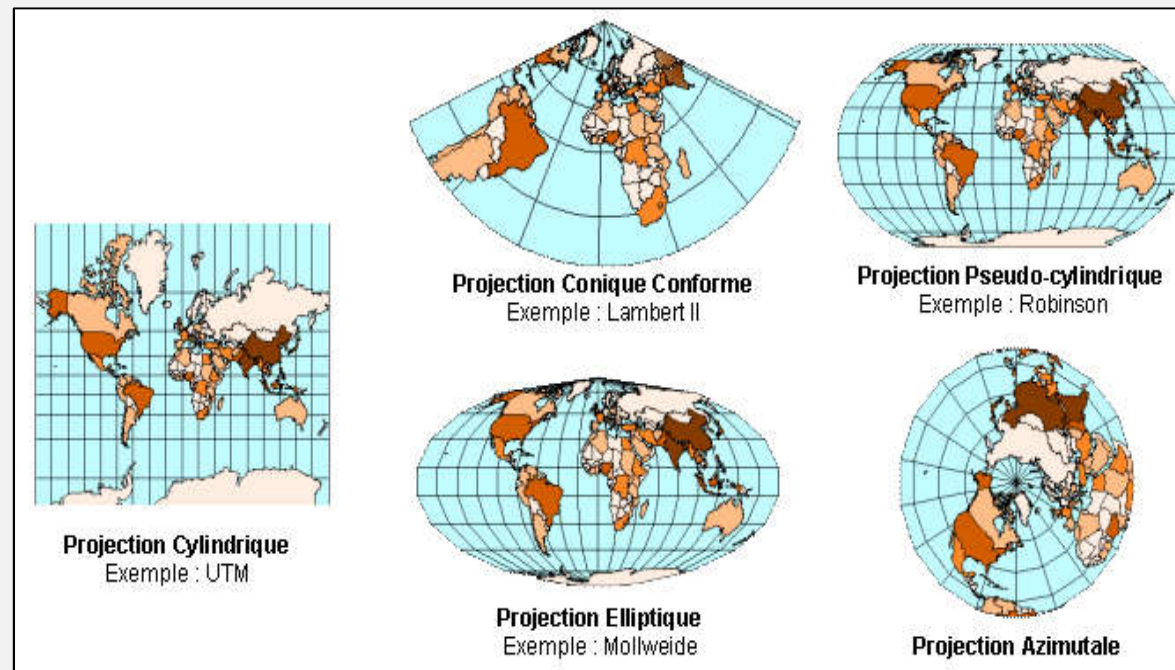 Projection Conique Conforme
Exemple : Lambert II
Projection Pseudo-cylindrique
Exemple : Robinson
Projection Cylindrique
Exemple : UTM
Projection Elliptique
Exemple : Mollweide
Projection Azimutale